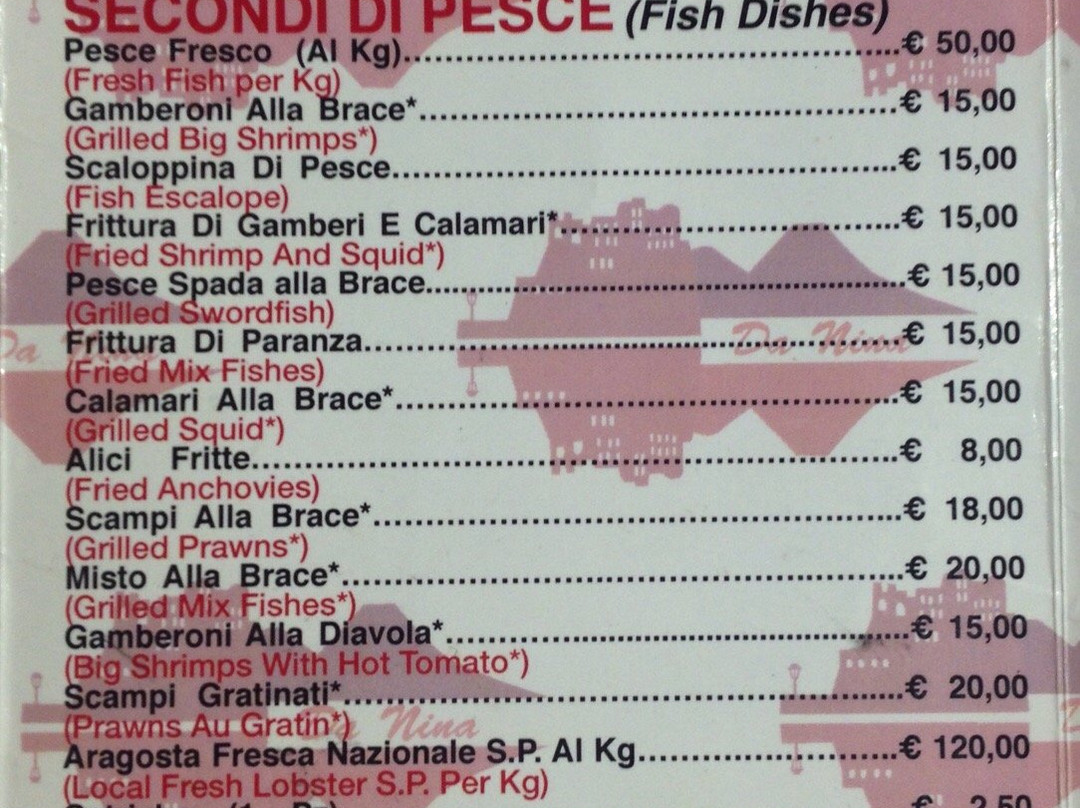 SECONDI DI PESCE (Fish Dishes)
Pesce Fresco (Al Kg)........€ 50,00
(Fresh Fish per Kg)
Gamberoni Alla Brace*........€ 15,00
(Grilled Big Shrimps*)
Scaloppina Di Pesce........€ 15,00
(Fish Escalope)
Frittura Di Gamberi E Calamari*........€ 15,00
(Fried Shrimp And Squid*)
Pesce Spada alla Brace........€ 15,00
(Grilled Swordfish)
Frittura Di Paranza........€ 15,00
(Fried Mix Fishes)
Calamari Alla Brace*........€ 15,00
(Grilled Squid*)
Alici Fritte........€ 8,00
(Fried Anchovies)
Scampi Alla Brace*........€ 18,00
(Grilled Prawns*)
Misto Alla Brace*........€ 20,00
(Grilled Mix Fishes*)
Gamberoni Alla Diavola*........€ 15,00
(Big Shrimps With Hot Tomato*)
Scampi Gratinati*........€ 20,00
(Prawns Au Gratin*)
Aragosta Fresca Nazionale S.P. Al Kg........€ 120,00
(Local Fresh Lobster S.P. Per Kg)
€ 2,50
Da Nina
Da Nina
Da Nina